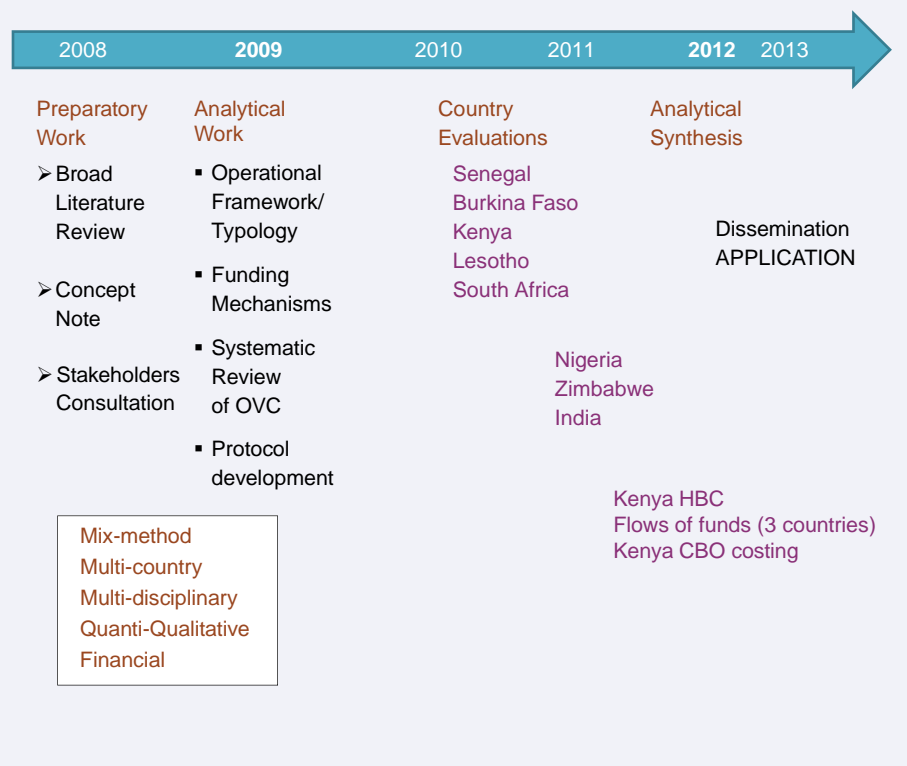 2008 2009 2010 2011 2012 2013
Preparatory
Work
➢ Broad
Literature
Review
➢ Concept
Note
➢ Stakeholders
Consultation
Analytical
Work
▪ Operational
Framework/
Typology
▪ Funding
Mechanisms
▪ Systematic
Review
of OVC
▪ Protocol
development
Country
Evaluations
Senegal
Burkina Faso
Kenya
Lesotho
South Africa
Nigeria
Zimbabwe
India
Kenya HBC
Flows of funds (3 countries)
Kenya CBO costing
Analytical
Synthesis
Dissemination
APPLICATION
Mix-method
Multi-country
Multi-disciplinary
Quanti-Qualitative
Financial